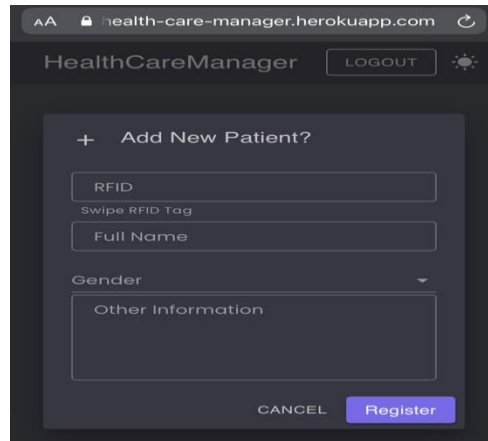 AA health-care-manager.herokuapp.com
HealthCareManager LOGOUT
+ Add New Patient?
RFID
Swipe RFID Tag
Full Name
Gender
Other Information
CANCEL Register